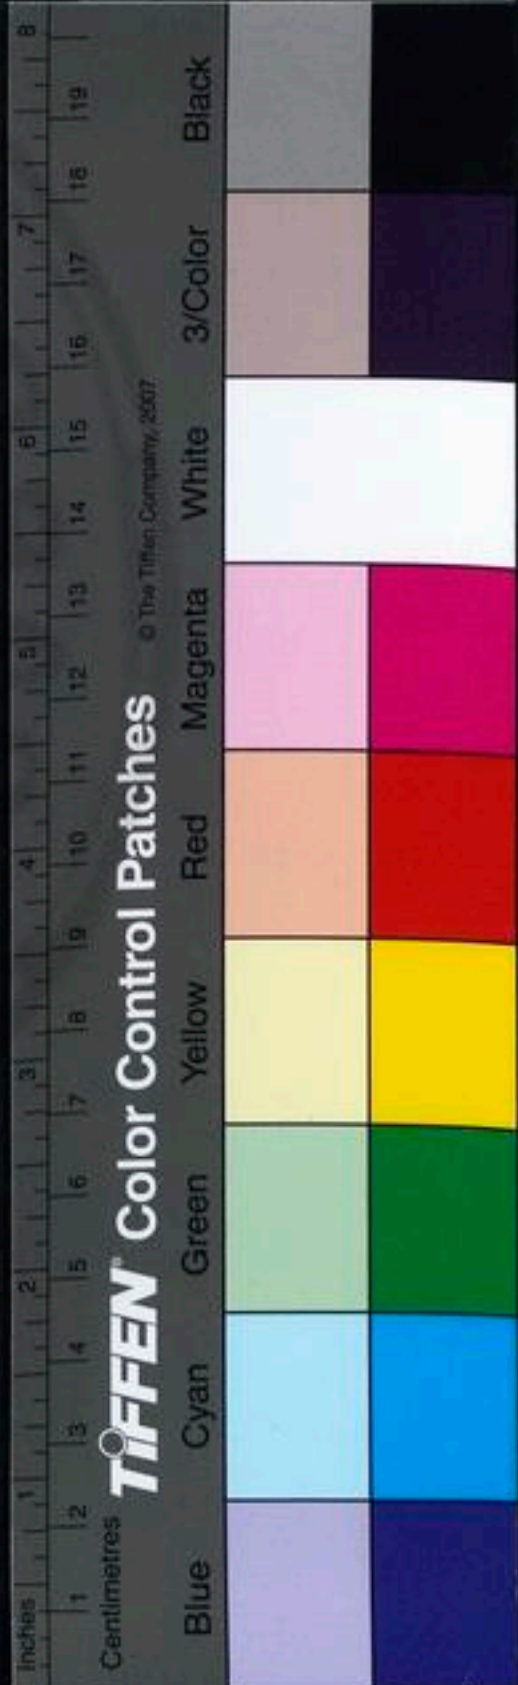 Inches 1 2 3 4 5 6 7 8
Centimetres 1 2 3 4 5 6 7 8 9 10 11 12 13 14 15 16 17 18 19
TIFFEN® Color Control Patches © The Tiffen Company, 2007
Blue Cyan Green Yellow Red Magenta White 3/Color Black